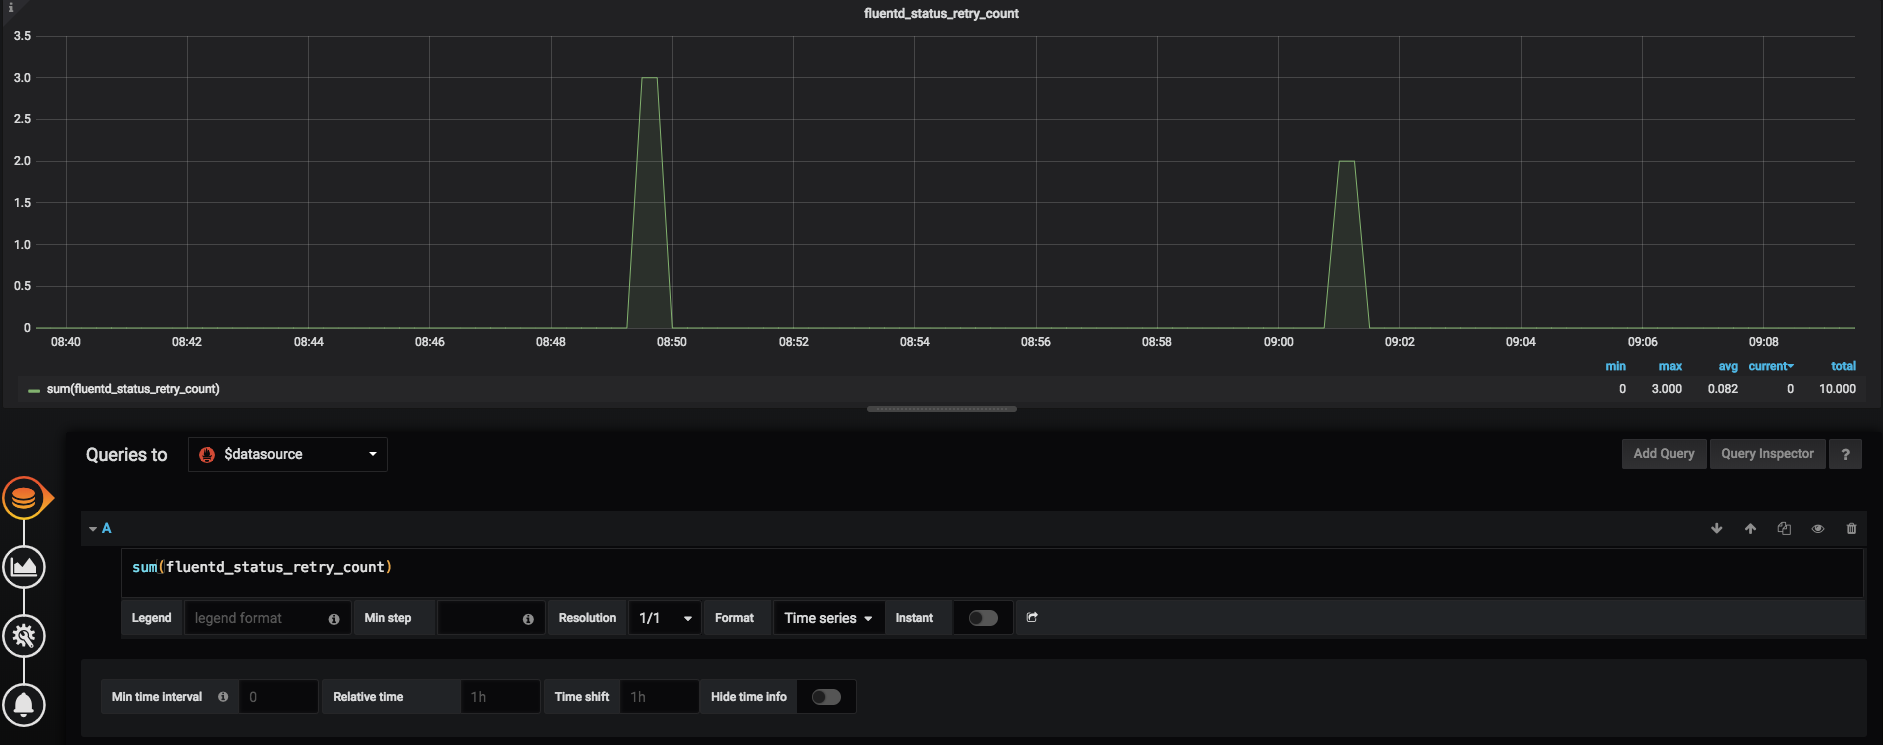 fluentd_status_retry_count
3.5
3.0
2.5
2.0
1.5
1.0
0.5
0
08:40 08:42 08:44 08:46 08:48 08:50 08:52 08:54 08:56 08:58 09:00 09:02 09:04 09:06 09:08
min max avg current total
sum(fluentd_status_retry_count) 0 3.000 0.082 0 10.000
Queries to $datasource Add Query Query Inspector ?
A
sum(fluentd_status_retry_count)
Legend legend format Min step Resolution 1/1 Format Time series Instant
Min time interval 0 Relative time 1h Time shift 1h Hide time info